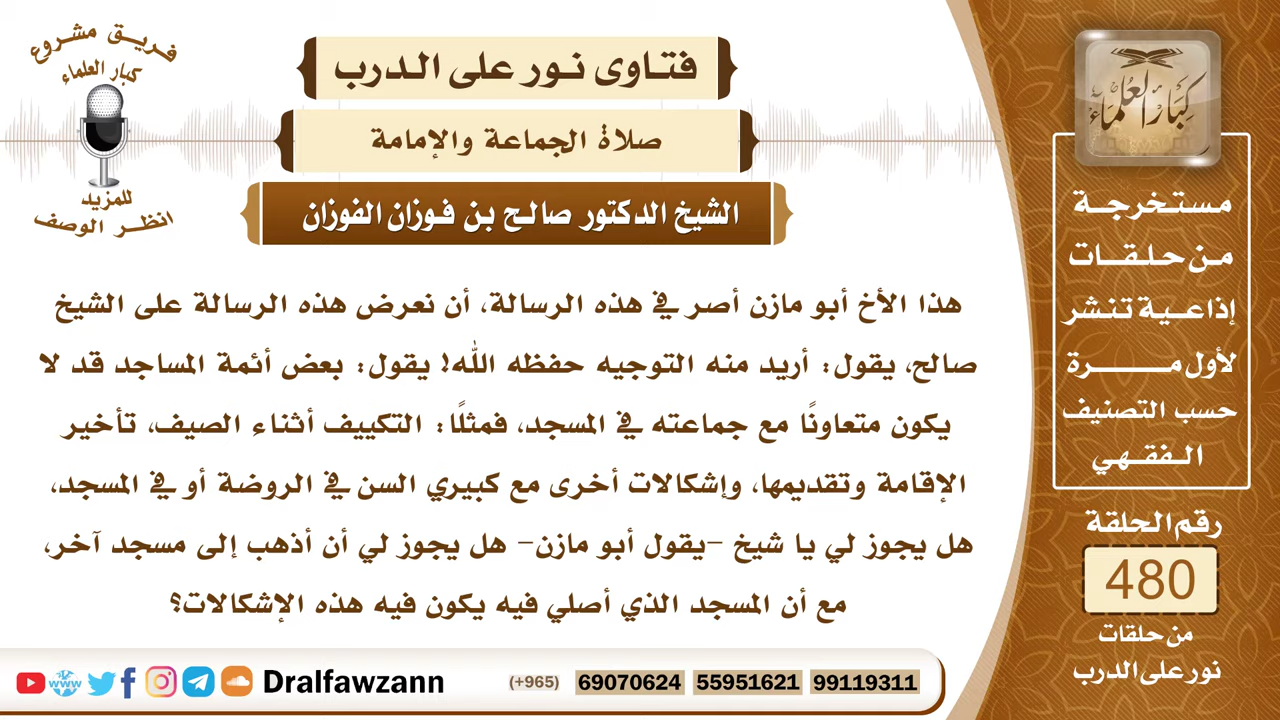 فريق مشروع
كبار العلماء
للمزيد
انظر الوصف
فتاوى نور على الدرب
صلاة الجماعة والإمامة
الشيخ الدكتور صالح بن فوزان الفوزان
هذا الأخ أبو مازن أصر في هذه الرسالة، أن نعرض هذه الرسالة على الشيخ
صالح، يقول: أريد منه التوجيه حفظه الله! يقول: بعض أئمة المساجد قد لا
يكون متعاونًا مع جماعته في المسجد، فمثلًا: التكييف أثناء الصيف، تأخير
الإقامة وتقديمها، وإشكالات أخرى مع كبيري السن في الروضة أو في المسجد،
هل يجوز لي يا شيخ -يقول أبو مازن- هل يجوز لي أن أذهب إلى مسجد آخر،
مع أن المسجد الذي أصلي فيه يكون فيه هذه الإشكالات؟
كبار العلماء
مستخرجة
من حلقات
إذاعية تنشر
لأول مرة
حسب التصنيف
الفقهي
رقم الحلقة
480
من حلقات
نور على الدرب
Dralfawzann (+965) 69070624 55951621 99119311